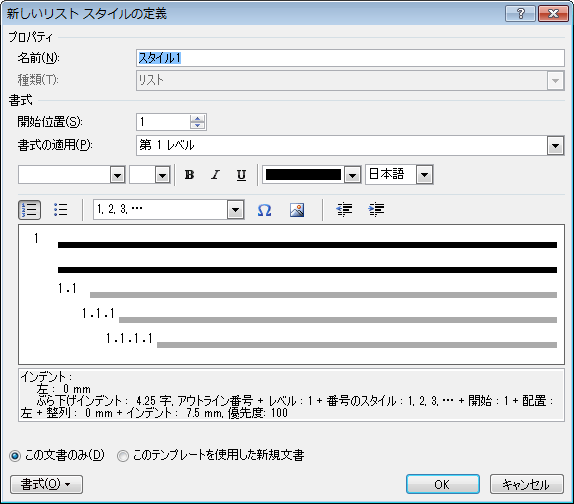 新しいリスト スタイルの定義
プロパティ
名前(N):
スタイル1
種類(T):
リスト
書式
開始位置(S):
1
書式の適用(P):
第 1 レベル
B I U
日本語
1, 2, 3, …
Ω
1
1.1
1.1.1
1.1.1.1
インデント :
左 : 0 mm
ぶら下げインデント : 4.25 字, アウトライン番号 + レベル : 1 + 番号のスタイル : 1, 2, 3, … + 開始 : 1 + 配置 :
左 + 整列 : 0 mm + インデント : 7.5 mm, 優先度: 100
この文書のみ(D)
このテンプレートを使用した新規文書
書式(O)
OK
キャンセル